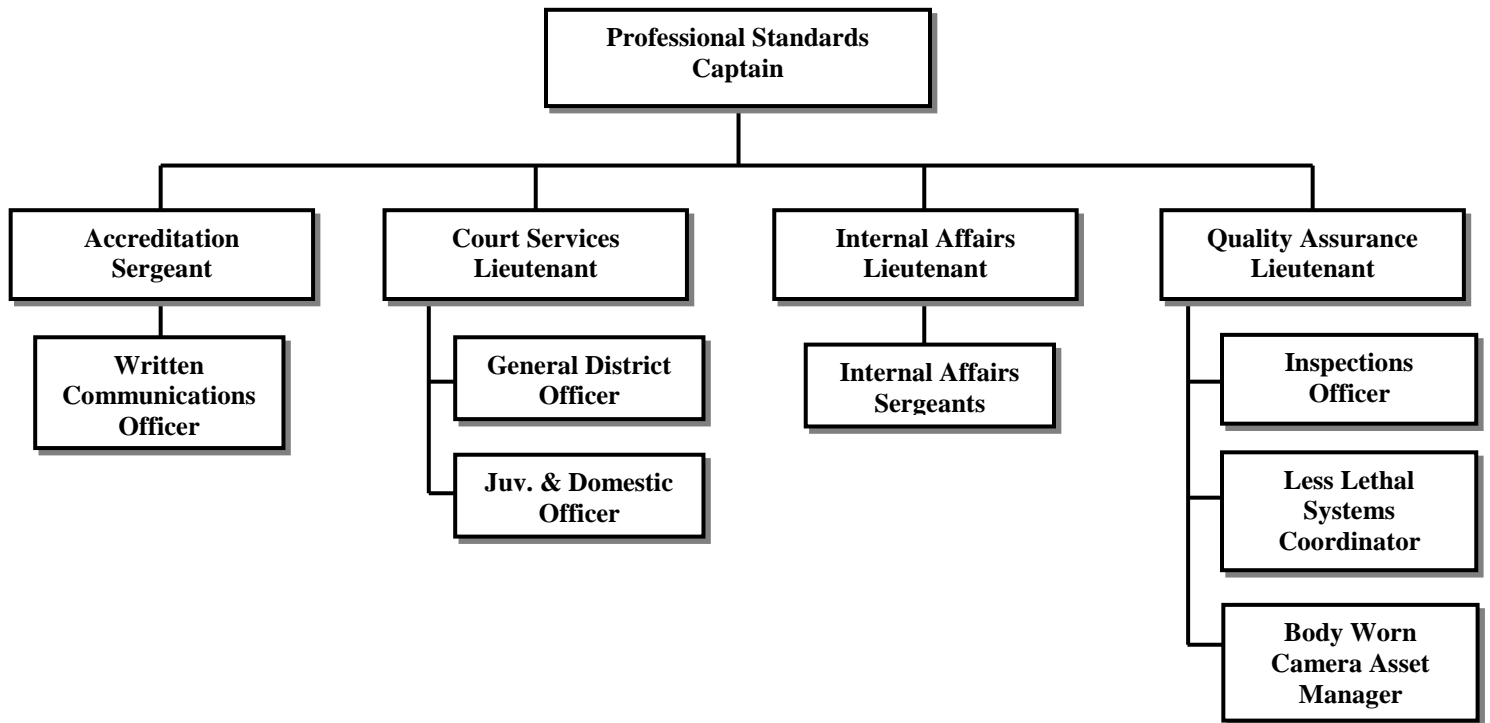 Professional Standards
Captain
Accreditation
Sergeant
Court Services
Lieutenant
Internal Affairs
Lieutenant
Quality Assurance
Lieutenant
Written
Communications
Officer
General District
Officer
Juv. & Domestic
Officer
Internal Affairs
Sergeants
Inspections
Officer
Less Lethal
Systems
Coordinator
Body Worn
Camera Asset
Manager